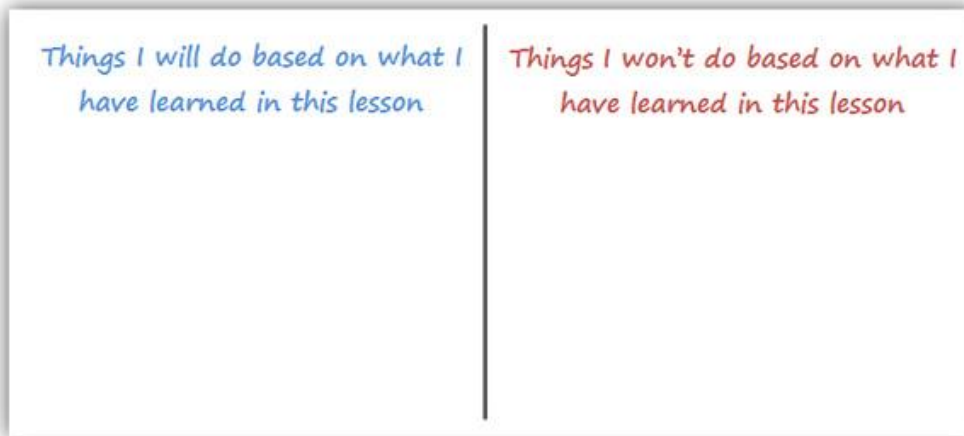 Things I will do based on what I
have learned in this lesson
Things I won't do based on what I
have learned in this lesson